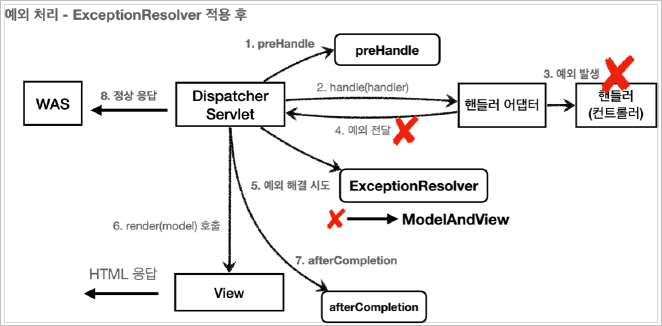 예외 처리 - ExceptionResolver 적용 후
1. preHandle
preHandle
3. 예외 발생
2. handle(handler)
8. 정상 응답
WAS
Dispatcher
Servlet
핸들러 어댑터
핸들러
(컨트롤러)
4. 예외 전달
5. 예외 해결 시도
ExceptionResolver
ModelAndView
6. render(model) 호출
7. afterCompletion
HTML 응답
View
afterCompletion